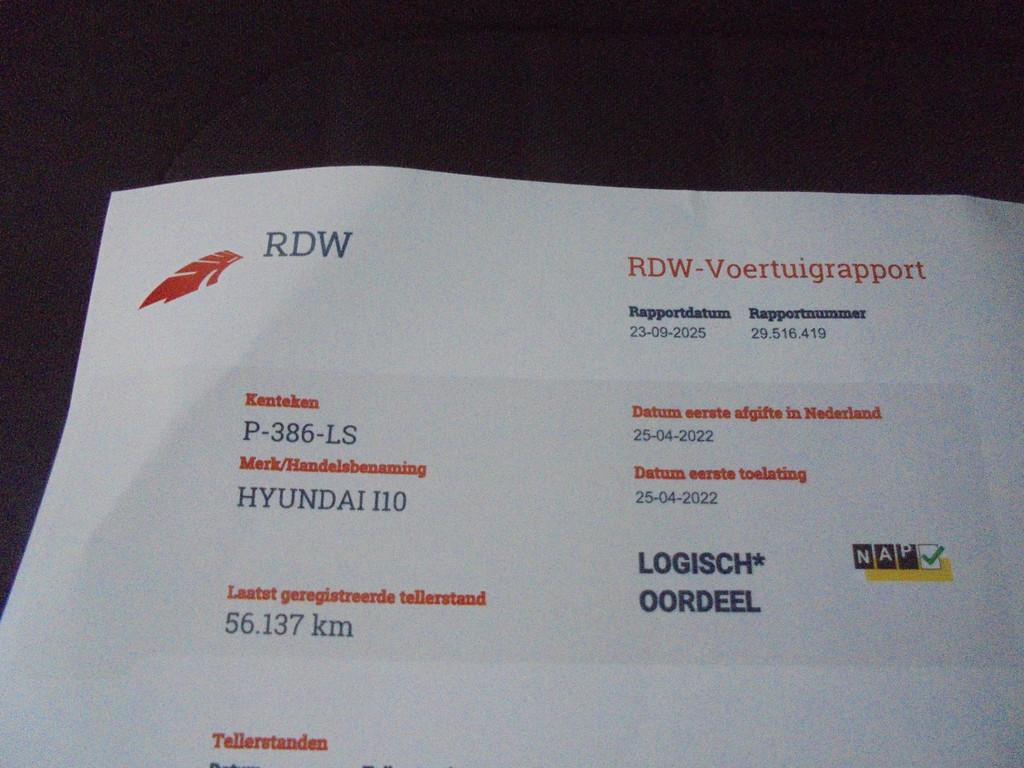 RDW
RDW-Voertuigrapport
Rapportdatum Rapportnummer
23-09-2025 29.516.419
Kenteken
P-386-LS
Merk/Handelsbenaming
HYUNDAI I10
Laatst geregistreerde tellerstand
56.137 km
Datum eerste afgifte in Nederland
25-04-2022
Datum eerste toelating
25-04-2022
LOGISCH*
OORDEEL
NAP
Tellerstanden